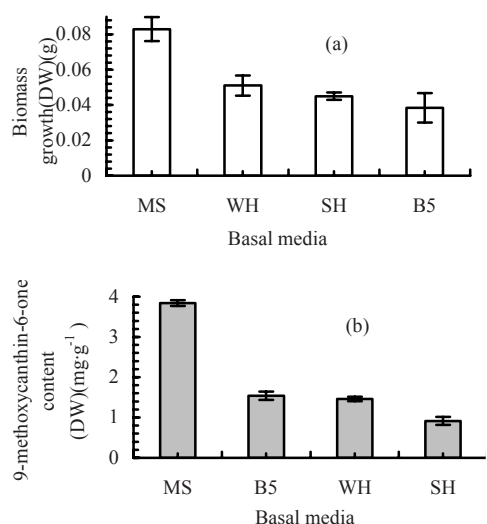 (a)
Biomass
growth(DW)(g)
0.08
0.06
0.04
0.02
0
MS WH SH B5
Basal media
(b)
9-methoxycanthin-6-one
content
(DW)(mg·g⁻¹)
4
3
2
1
0
MS B5 WH SH
Basal media